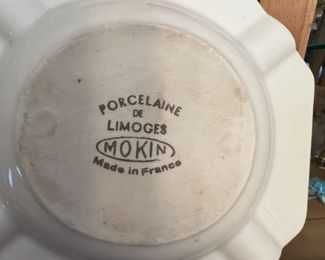 PORCELAINE
DE
LIMOGES
MOKIN
Made in France